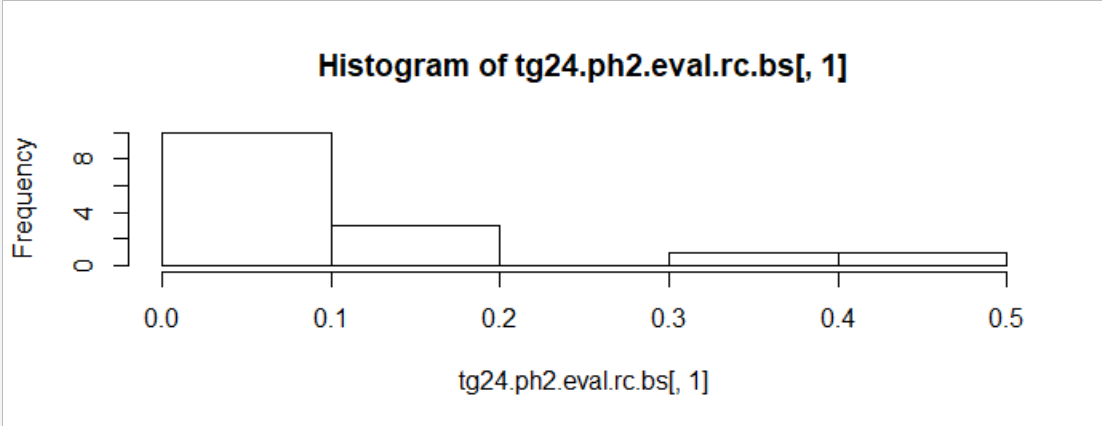 Histogram of tg24.ph2.eval.rc.bs[, 1]
Frequency
8
4
0
0.0 0.1 0.2 0.3 0.4 0.5
tg24.ph2.eval.rc.bs[, 1]